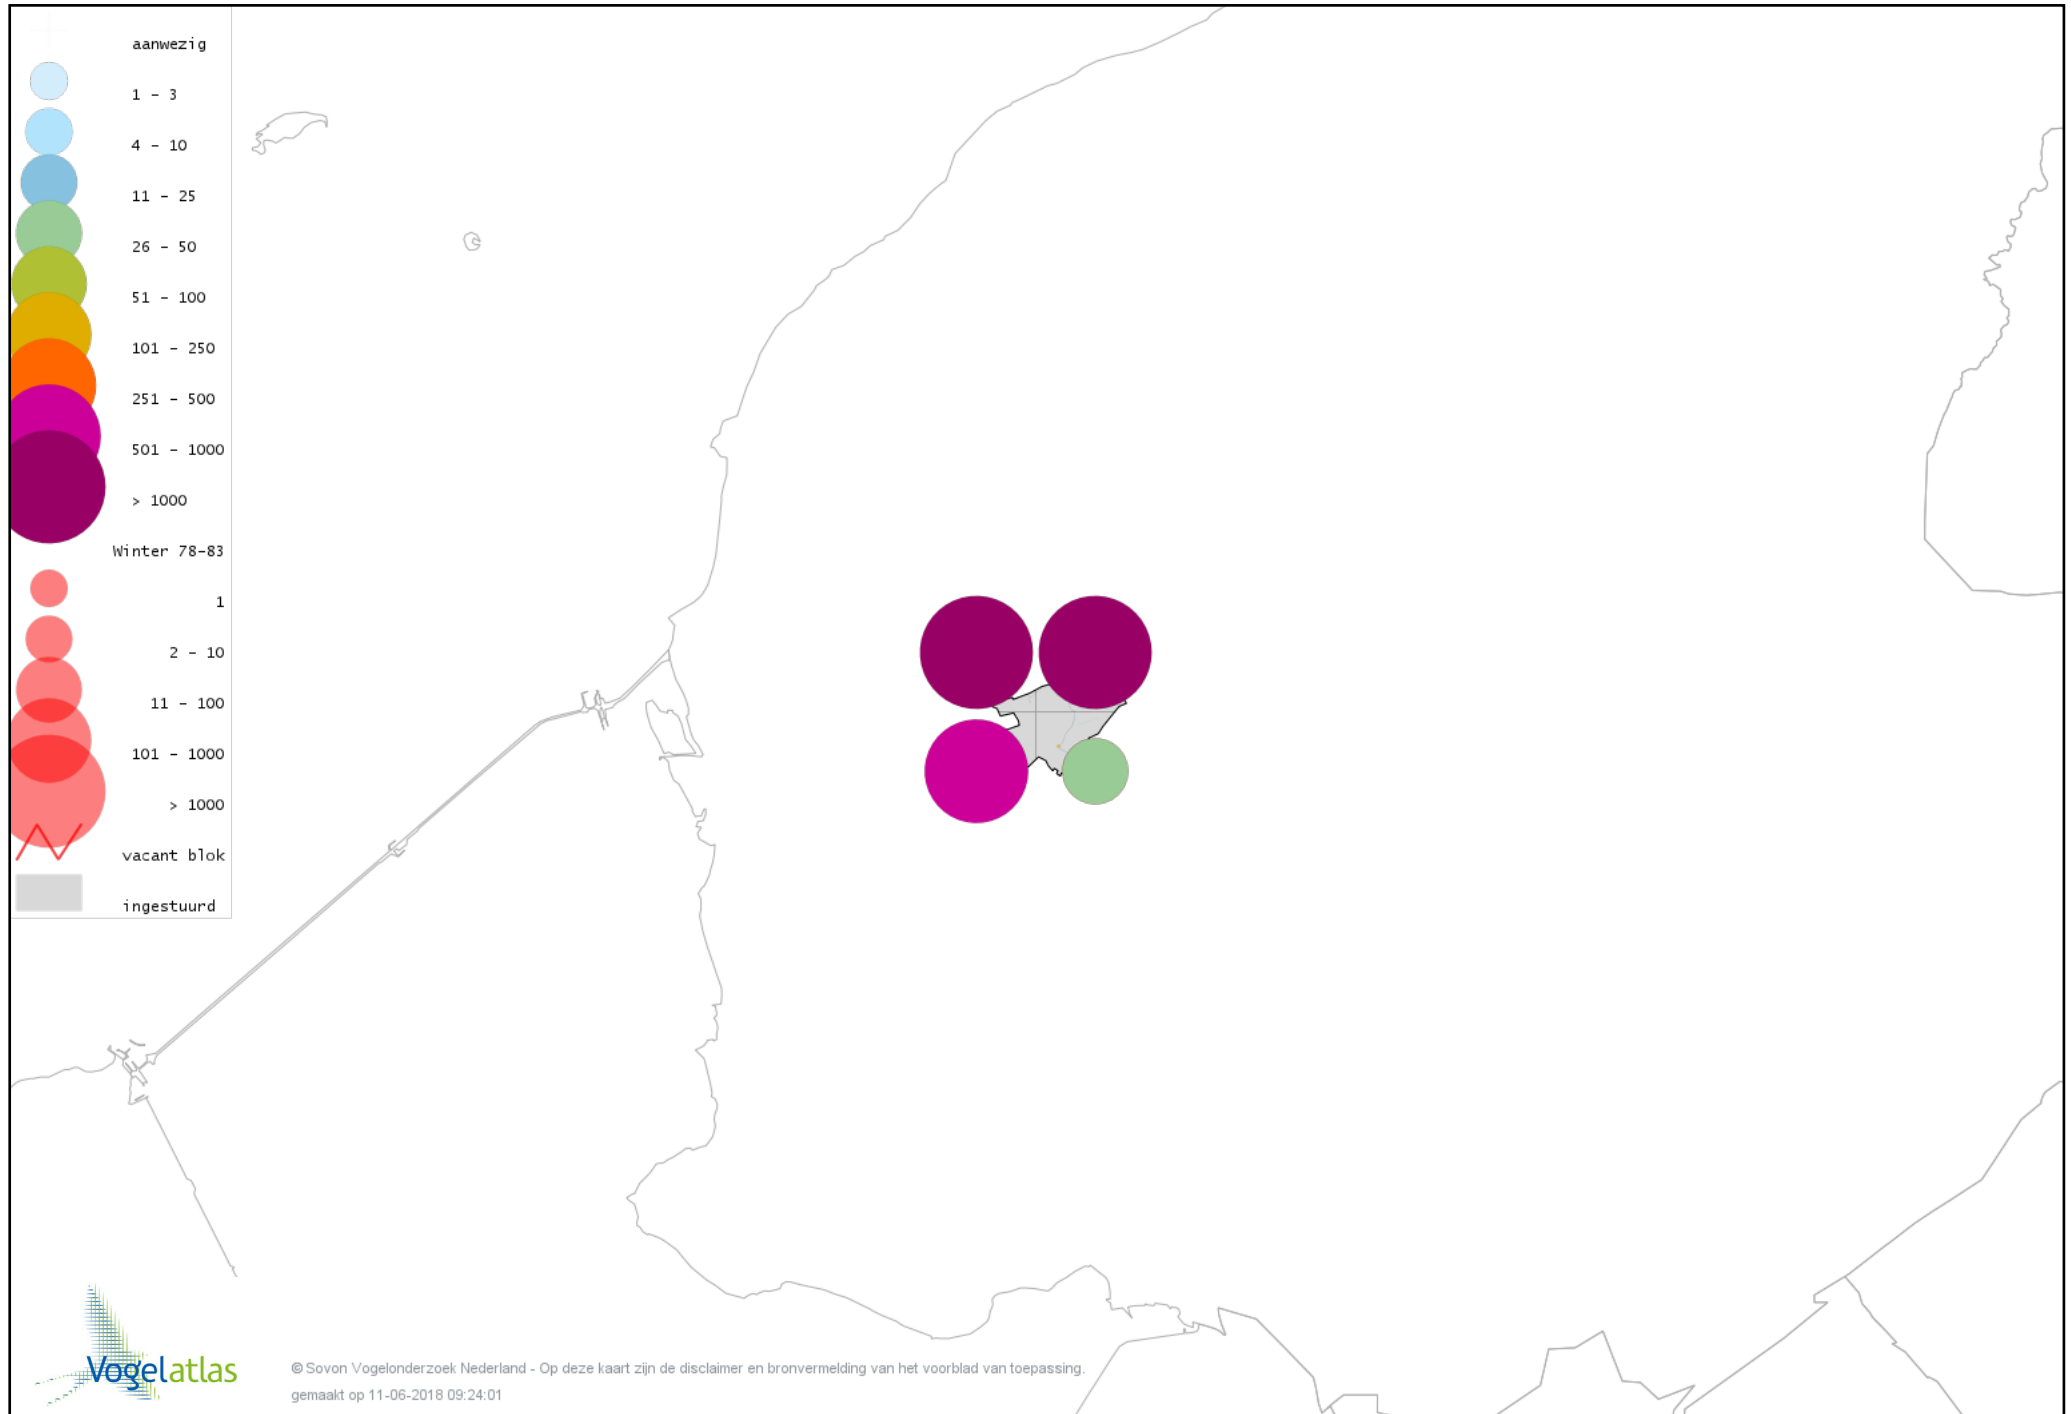 aanwezig
1 - 3
4 - 10
11 - 25
26 - 50
51 - 100
101 - 250
251 - 500
501 - 1000
> 1000
Winter 78-83
1
2 - 10
11 - 100
101 - 1000
> 1000
vacant blok
ingestuurd
Vogelatlas
© Sovon Vogelonderzoek Nederland - Op deze kaart zijn de disclaimer en bronvermelding van het voorblad van toepassing.
gemaakt op 11-06-2018 09:24:01